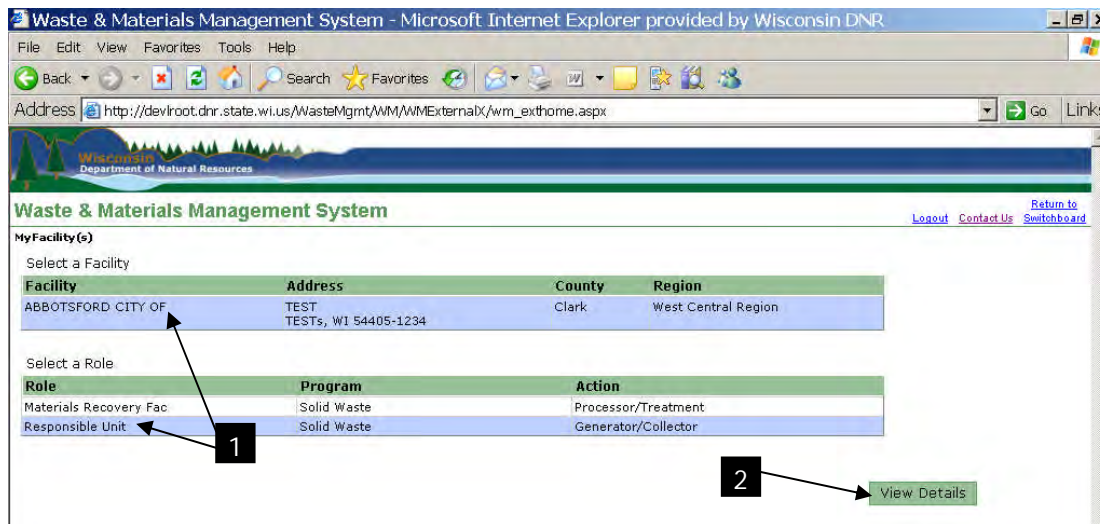 Waste & Materials Management System - Microsoft Internet Explorer provided by Wisconsin DNR
File Edit View Favorites Tools Help
Back Search Favorites
Address http://devlroot.dnr.state.wi.us/WasteMgmt/WM/WMExternalX/wm_exthome.aspx Go Links
Wisconsin
Department of Natural Resources
Waste & Materials Management System
Logout Contact Us Return to Switchboard
MyFacility(s)
Select a Facility
Facility Address County Region
ABBOTSFORD CITY OF TEST Clark West Central Region
TESTs, WI 54405-1234
Select a Role
Role Program Action
Materials Recovery Fac Solid Waste Processor/Treatment
Responsible Unit Solid Waste Generator/Collector
1
2
View Details